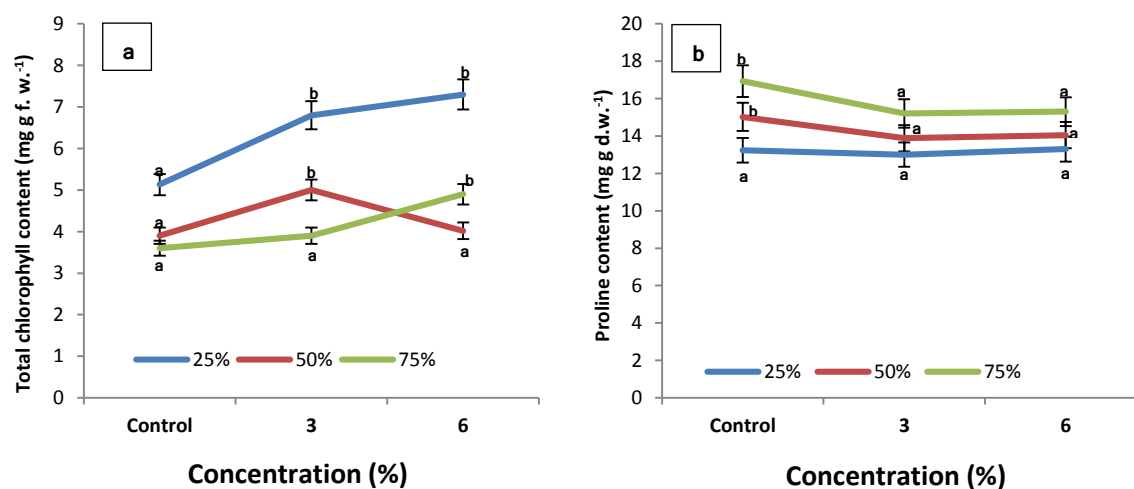 a
Total chlorophyll content (mg g f. w.-¹)
9
8
7
6
5
4
3
2
1
0
b
b
a
b
b
a
a
a
a
25% 50% 75%
Control 3 6
Concentration (%)
b
Proline content (mg g d.w.-¹)
20
18
16
14
12
10
8
6
4
2
0
b
a
a
b
a
a
a
a
a
25% 50% 75%
Control 3 6
Concentration (%)